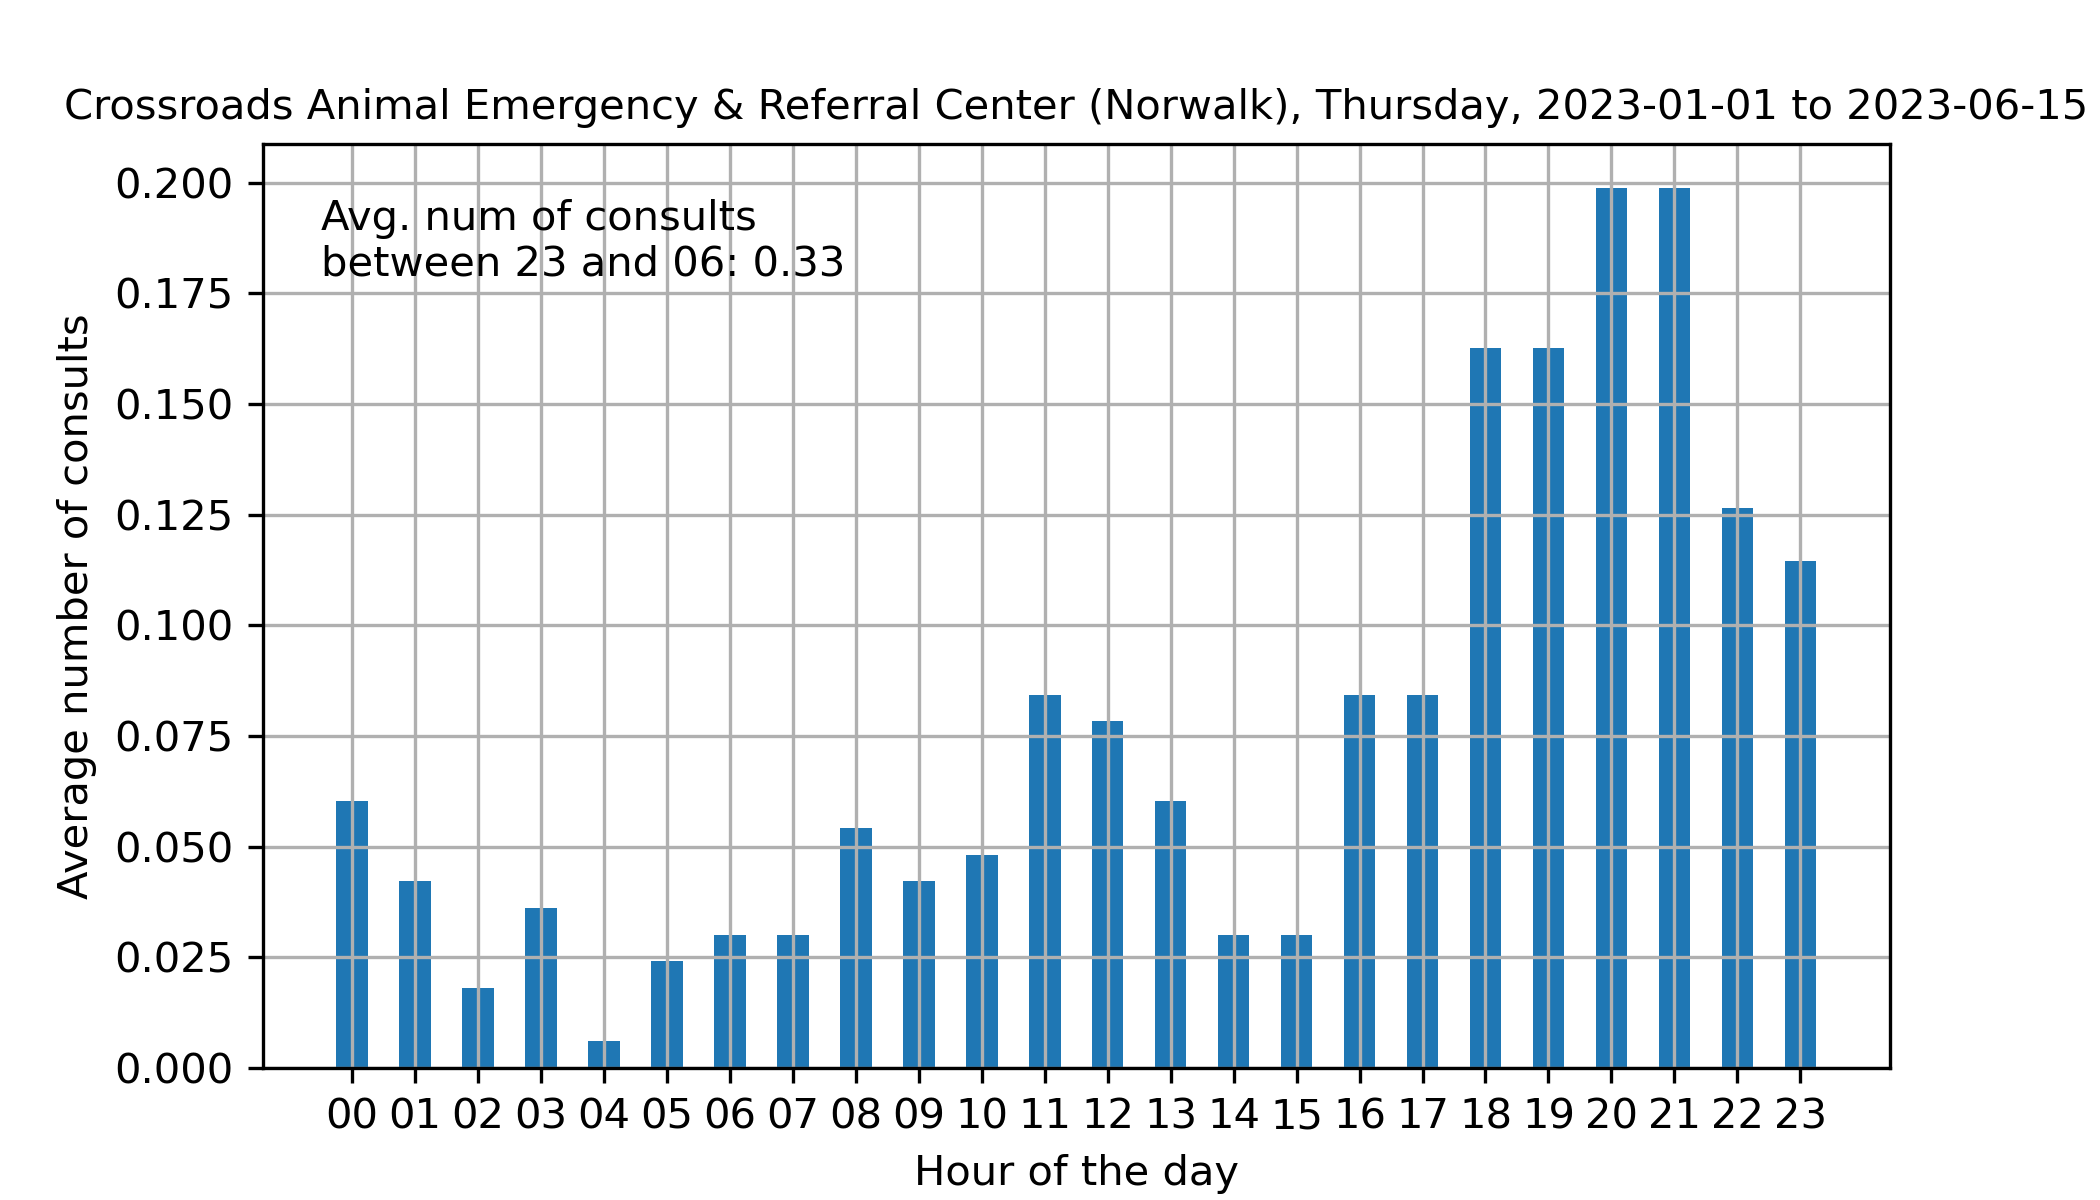 Crossroads Animal Emergency & Referral Center (Norwalk), Thursday, 2023-01-01 to 2023-06-15
Avg. num of consults
between 23 and 06: 0.33
Average number of consults
0.200
0.175
0.150
0.125
0.100
0.075
0.050
0.025
0.000
00 01 02 03 04 05 06 07 08 09 10 11 12 13 14 15 16 17 18 19 20 21 22 23
Hour of the day